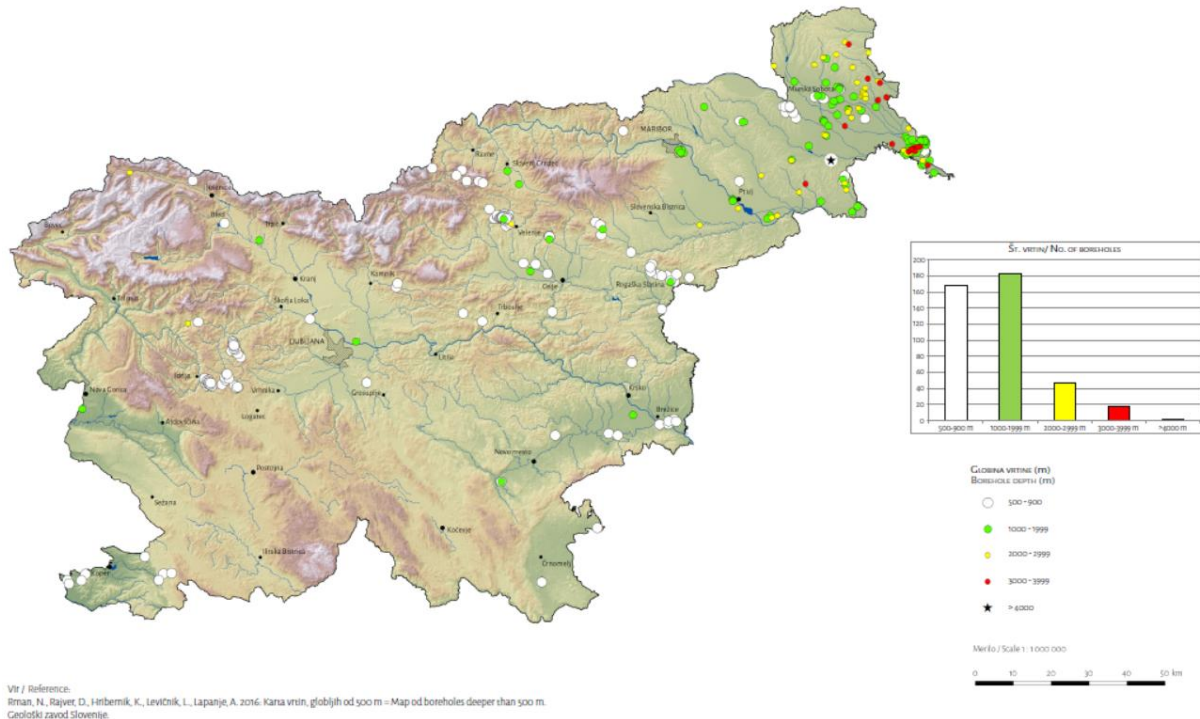 Murska Sobota
MARIBOR
Ravne
Slovenj Gradec
Jesenice
Ptuj
Bled
Slovenska Bistrica
Bovec
Velenje
Kranj
Kamnik
Celje
Rogaška Slatina
Tolmin
Škofja Loka
Trbovlje
LJUBLJANA
Litija
Idrija
Krško
Nova Gorica
Vrhnika
Grosuplje
Brežice
Logatec
Ajdovščina
Novo mesto
Postojna
Sežana
Kočevje
Ilirska Bistrica
Črnomelj
Koper
Št. vrtin/ No. of boreholes
200
180
160
140
120
100
80
60
40
20
0
500-900 m 1000-1999 m 2000-2999 m 3000-3999 m >4000 m
Globina vrtine (m)
Borehole depth (m)
500 - 900
1000 - 1999
2000 - 2999
3000 - 3999
> 4000
Merilo / Scale 1: 1 000 000
0 10 20 30 40 50 km
Vir / Reference:
Rman, N., Rajver, D., Hribernik, K., Levičnik, L., Lapanje, A. 2016: Karta vrtin, globljih od 500 m = Map of boreholes deeper than 500 m.
Geološki zavod Slovenije.